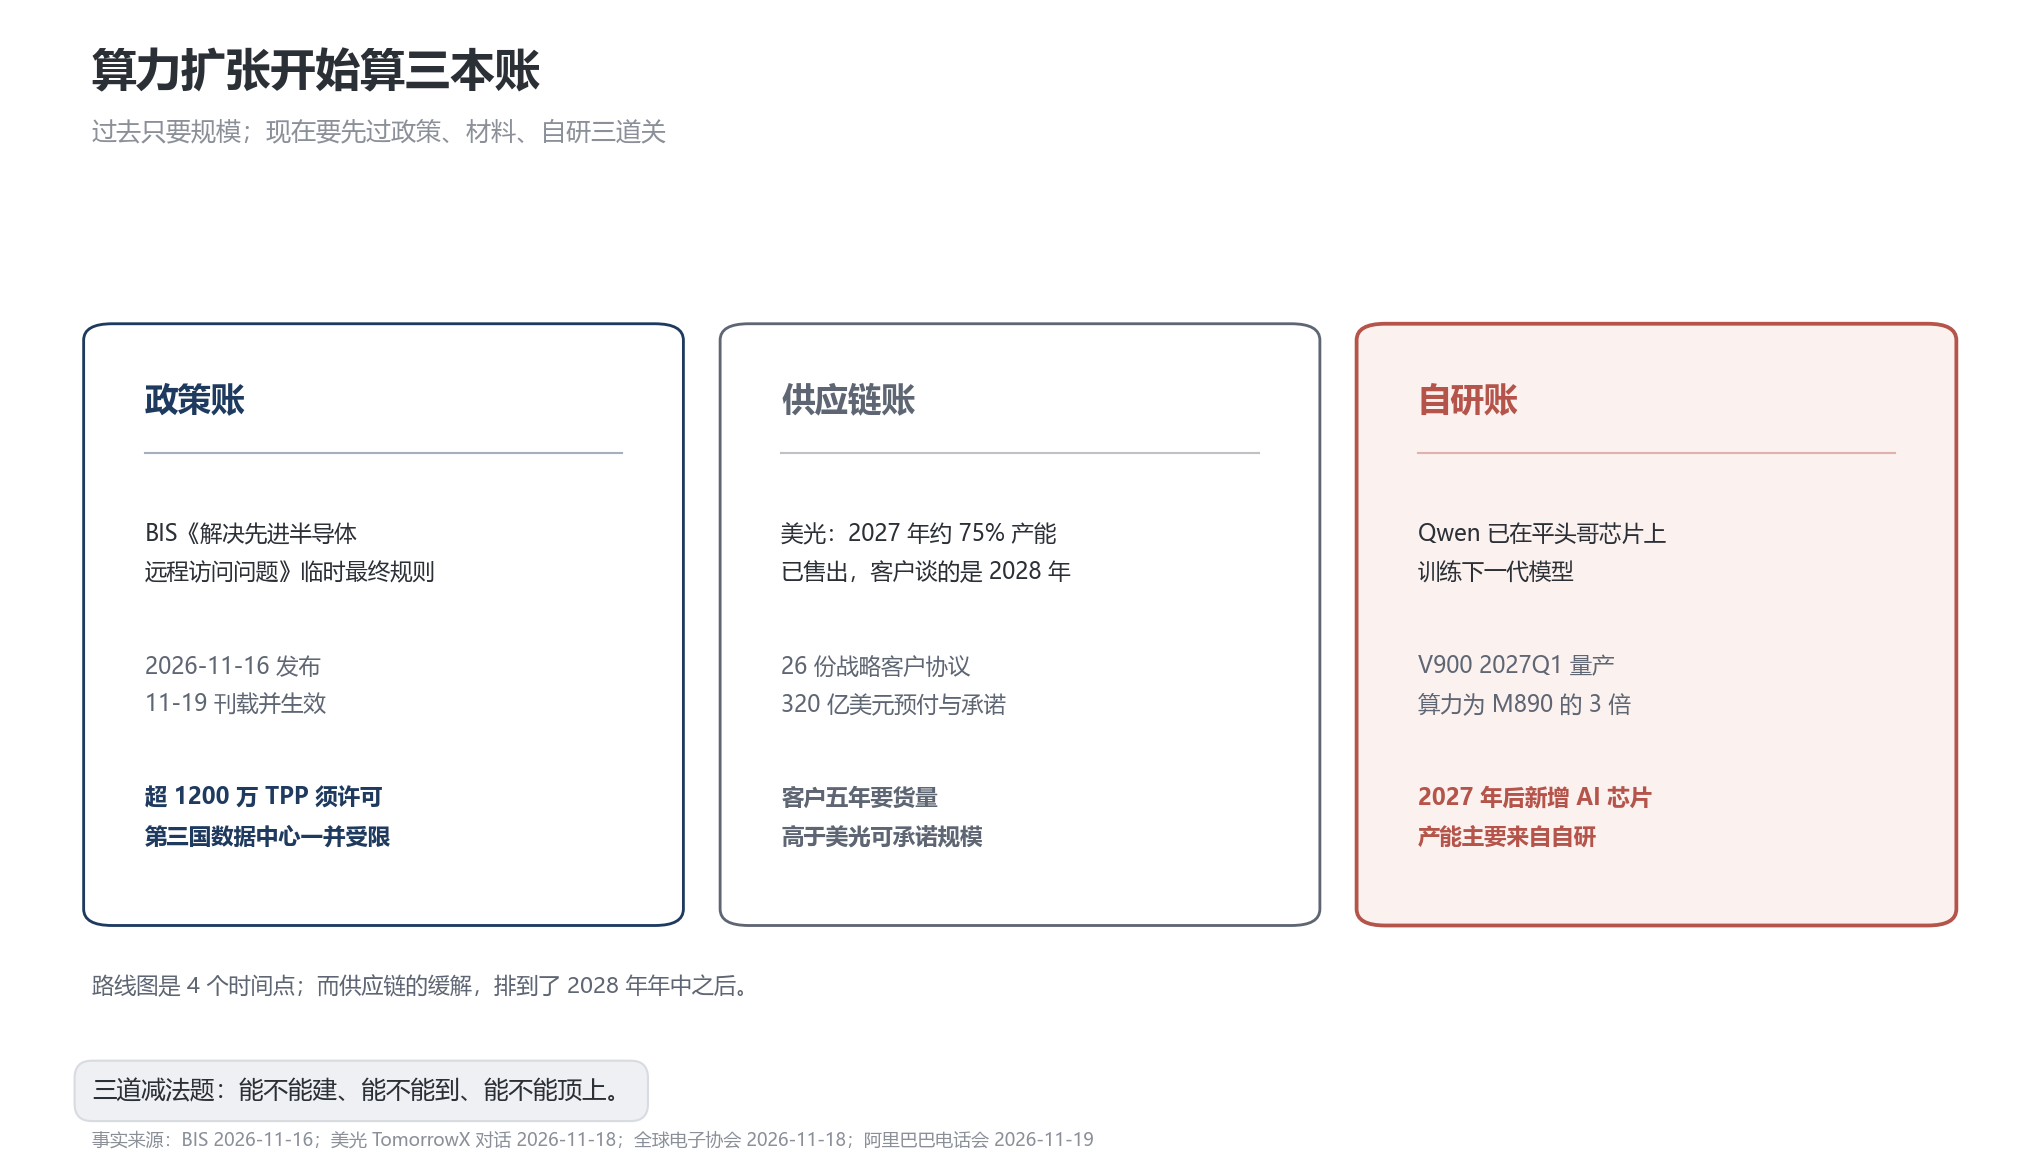 算力扩张开始算三本账
过去只要规模；现在要先过政策、材料、自研三道关
政策账
BIS《解决先进半导体
远程访问问题》临时最终规则
2026-11-16 发布
11-19 刊载并生效
超 1200 万 TPP 须许可
第三国数据中心一并受限
供应链账
美光：2027 年约 75% 产能
已售出，客户谈的是 2028 年
26 份战略客户协议
320 亿美元预付与承诺
客户五年要货量
高于美光可承诺规模
自研账
Qwen 已在平头哥芯片上
训练下一代模型
V900 2027Q1 量产
算力为 M890 的 3 倍
2027 年后新增 AI 芯片
产能主要来自自研
路线图是 4 个时间点；而供应链的缓解，排到了 2028 年年中之后。
三道减法题：能不能建、能不能到、能不能顶上。
事实来源：BIS 2026-11-16；美光 TomorrowX 对话 2026-11-18；全球电子协会 2026-11-18；阿里巴巴电话会 2026-11-19